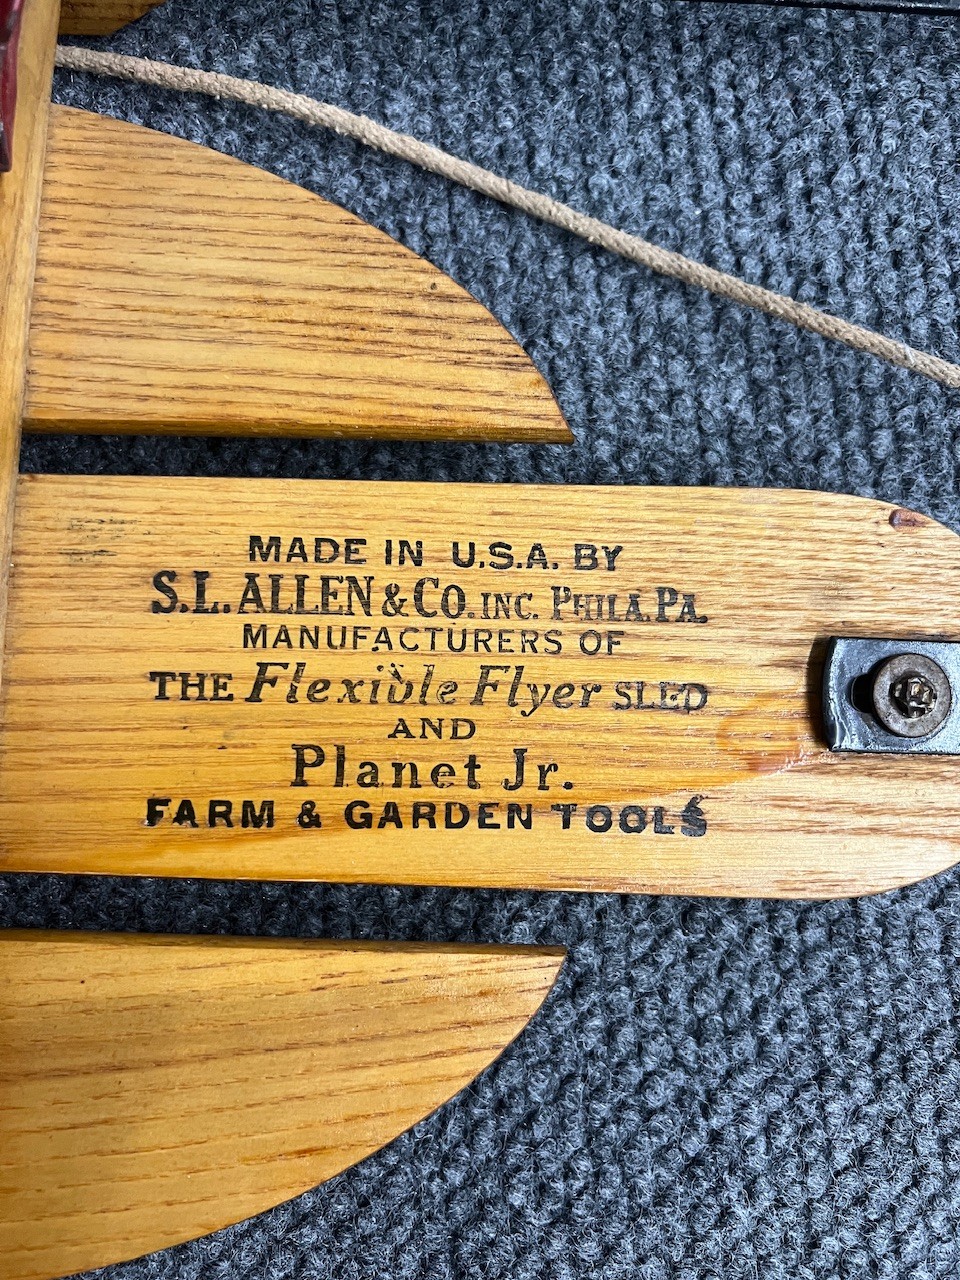 MADE IN U.S.A. BY
S.L. ALLEN & CO. INC. PHILA. PA.
MANUFACTURERS OF
THE Flexible Flyer SLED
AND
Planet Jr.
FARM & GARDEN TOOLS